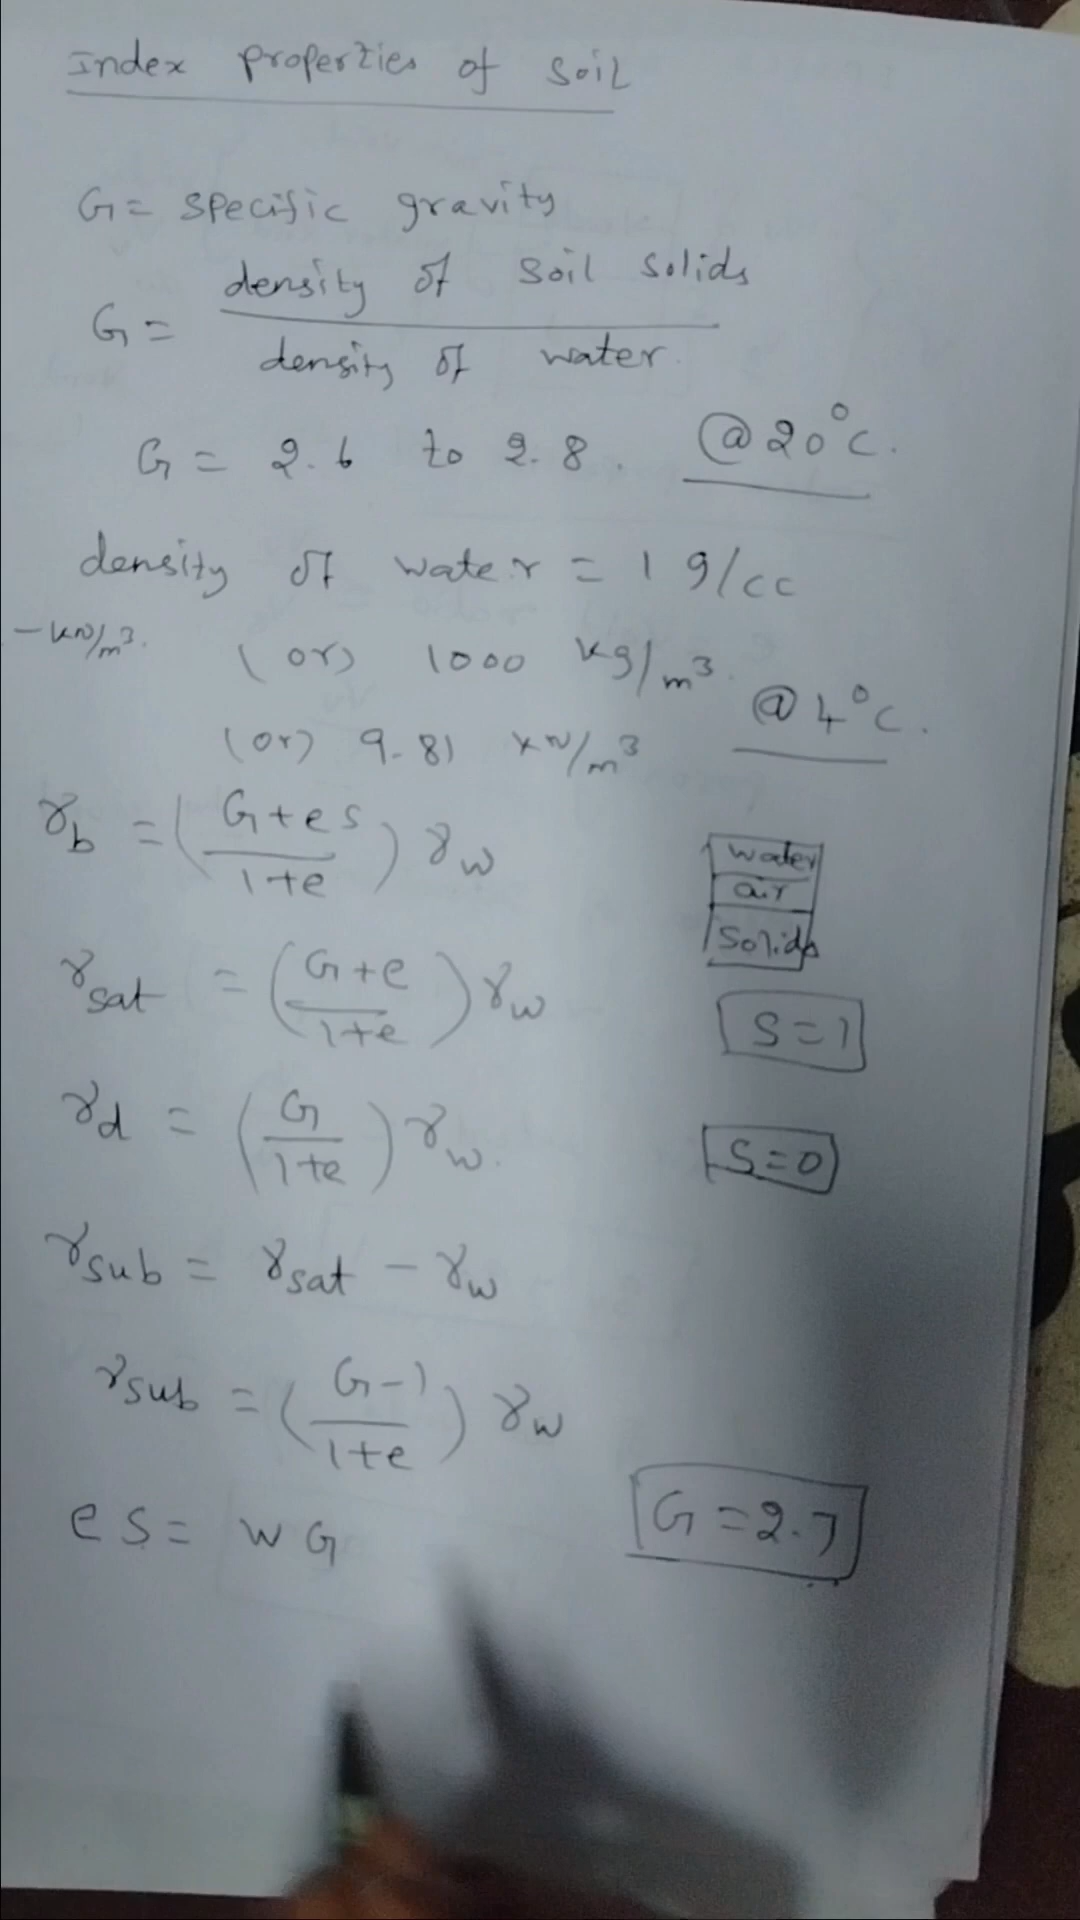 Index properties of soil
G = specific gravity
G = density of soil solids / density of water
G = 2.6 to 2.8. @20°C.
density of water = 1 g/cc
- kN/m³. (or) 1000 kg/m³
@4°C.
(or) 9.81 kN/m³
γb = (G+es / 1+e) γw
water
air
Solids
γsat = (G+e / 1+e) γw
S=1
γd = (G / 1+e) γw.
S=0
γsub = γsat - γw
γsub = (G-1 / 1+e) γw
es = wG
G = 2.7